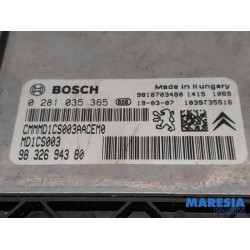 BOSCH
Made in Hungary
9818703480 1415 1069
0 281 035 365
19-03-07 1039T35516
CMMMD1CS003AACEM0
MD1CS003
98 326 943 80
MARESIA